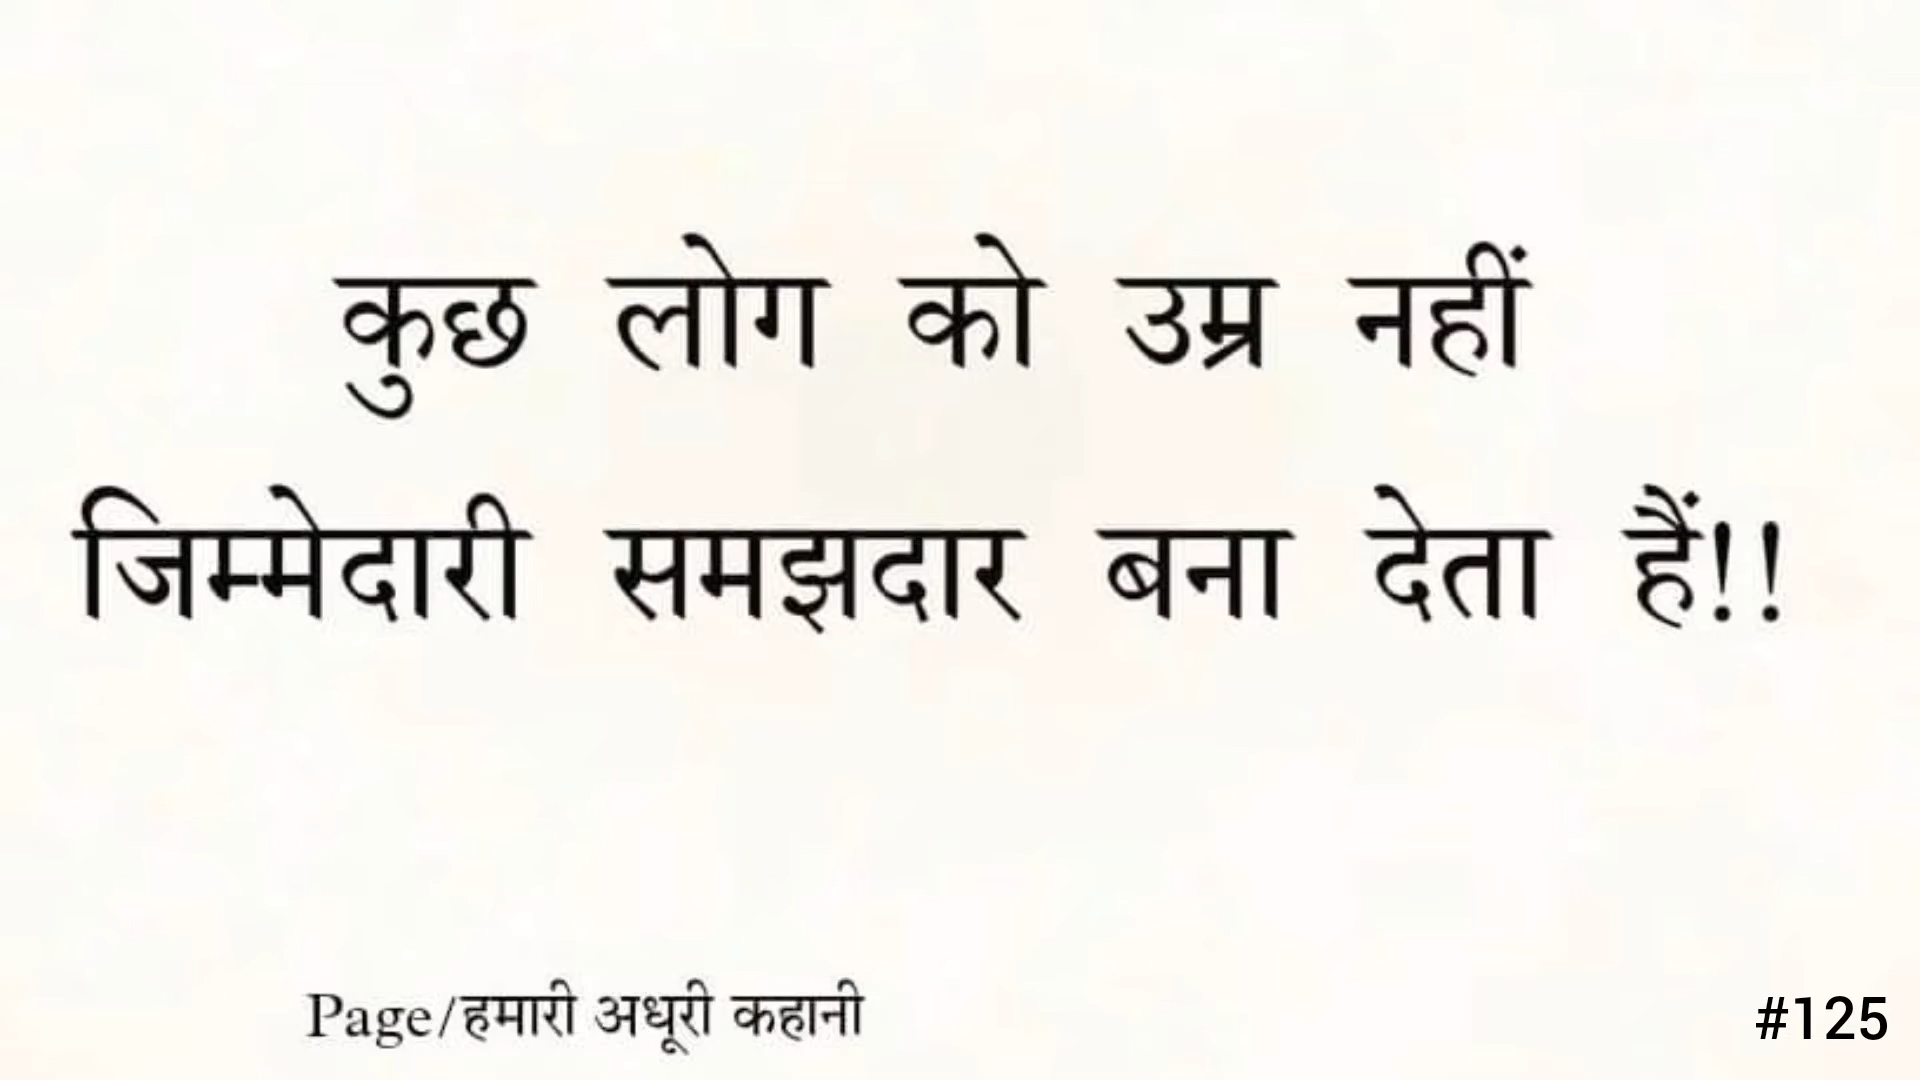 कुछ लोग को उम्र नहीं
जिम्मेदारी समझदार बना देता हैं!!
Page/हमारी अधूरी कहानी
#125